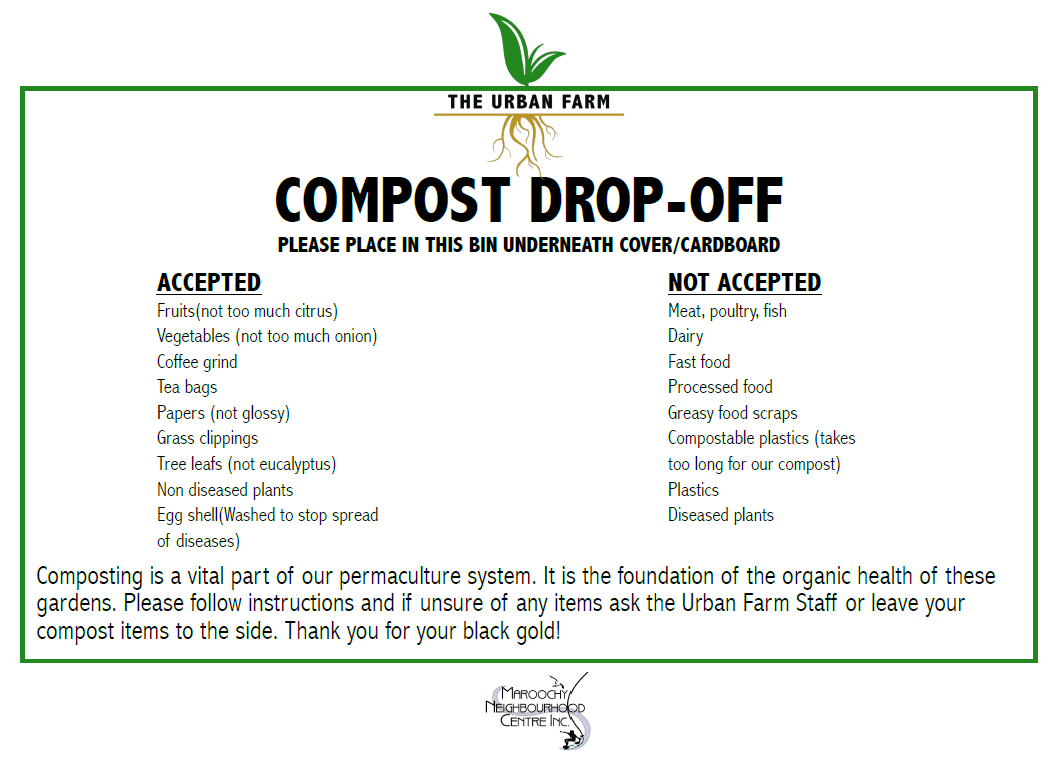 THE URBAN FARM
COMPOST DROP-OFF
PLEASE PLACE IN THIS BIN UNDERNEATH COVER/CARDBOARD
ACCEPTED
Fruits(not too much citrus)
Vegetables (not too much onion)
Coffee grind
Tea bags
Papers (not glossy)
Grass clippings
Tree leafs (not eucalyptus)
Non diseased plants
Egg shell(Washed to stop spread
of diseases)
NOT ACCEPTED
Meat, poultry, fish
Dairy
Fast food
Processed food
Greasy food scraps
Compostable plastics (takes
too long for our compost)
Plastics
Diseased plants
Composting is a vital part of our permaculture system. It is the foundation of the organic health of these
gardens. Please follow instructions and if unsure of any items ask the Urban Farm Staff or leave your
compost items to the side. Thank you for your black gold!
MAROOCHY
NEIGHBOURHOOD
CENTRE INC.